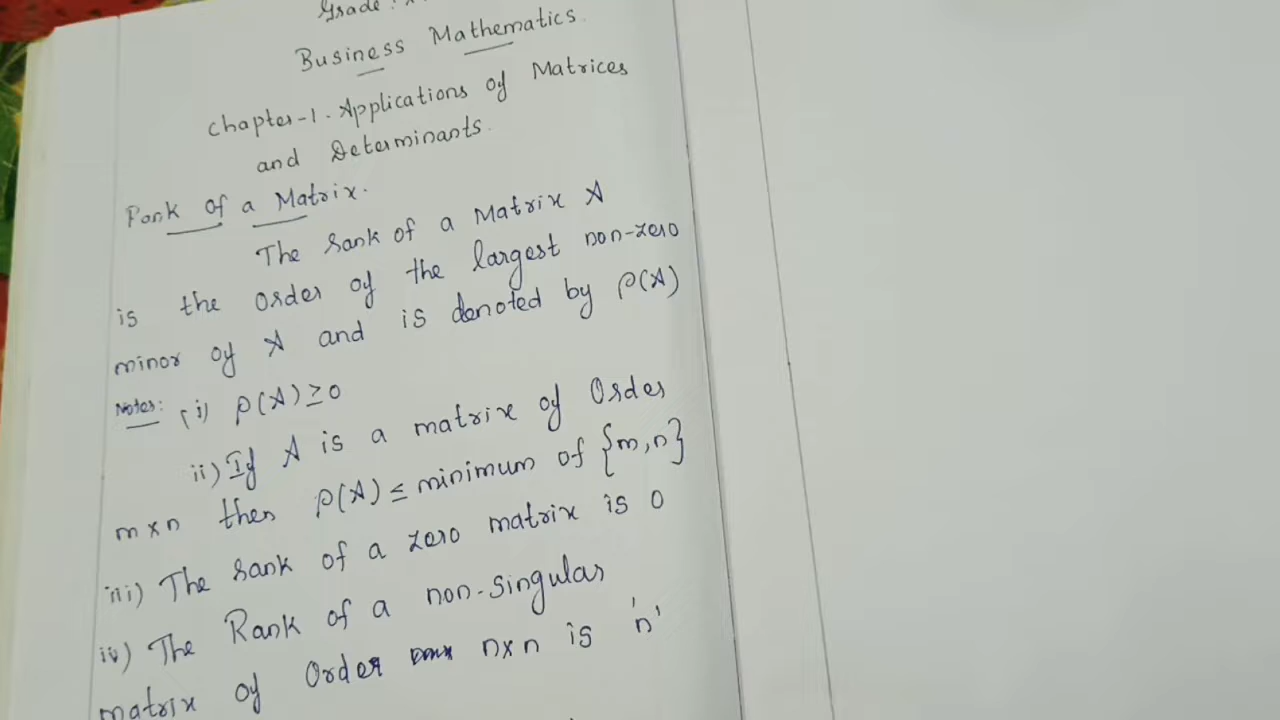 Grade:
Business Mathematics.
Chapter-1. Applications of Matrices
and Determinants.
Rank of a Matrix.
The rank of a Matrix A
is the order of the largest non-zero
minor of A and is denoted by ρ(A)
Notes: (i) ρ(A) ≥ 0
ii) If A is a matrix of Order
m×n then ρ(A) ≤ minimum of {m,n}
iii) The rank of a zero matrix is 0
iv) The Rank of a non-singular
matrix of Order n×n is 'n'